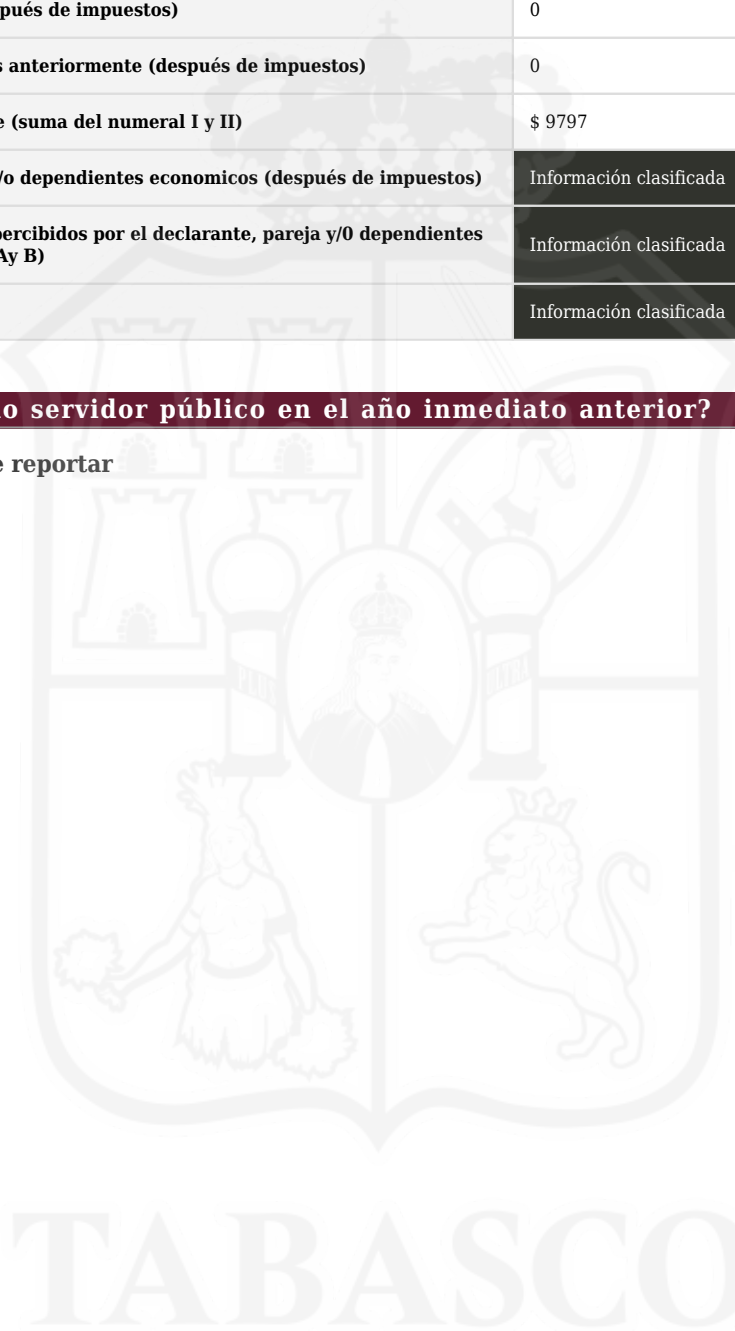 pués de impuestos) 0
s anteriormente (después de impuestos) 0
e (suma del numeral I y II) $ 9797
/o dependientes economicos (después de impuestos) Información clasificada
percibidos por el declarante, pareja y/0 dependientes
Ay B) Información clasificada
Información clasificada
o servidor público en el año inmediato anterior?
e reportar
PLUS ULTRA
TABASCO